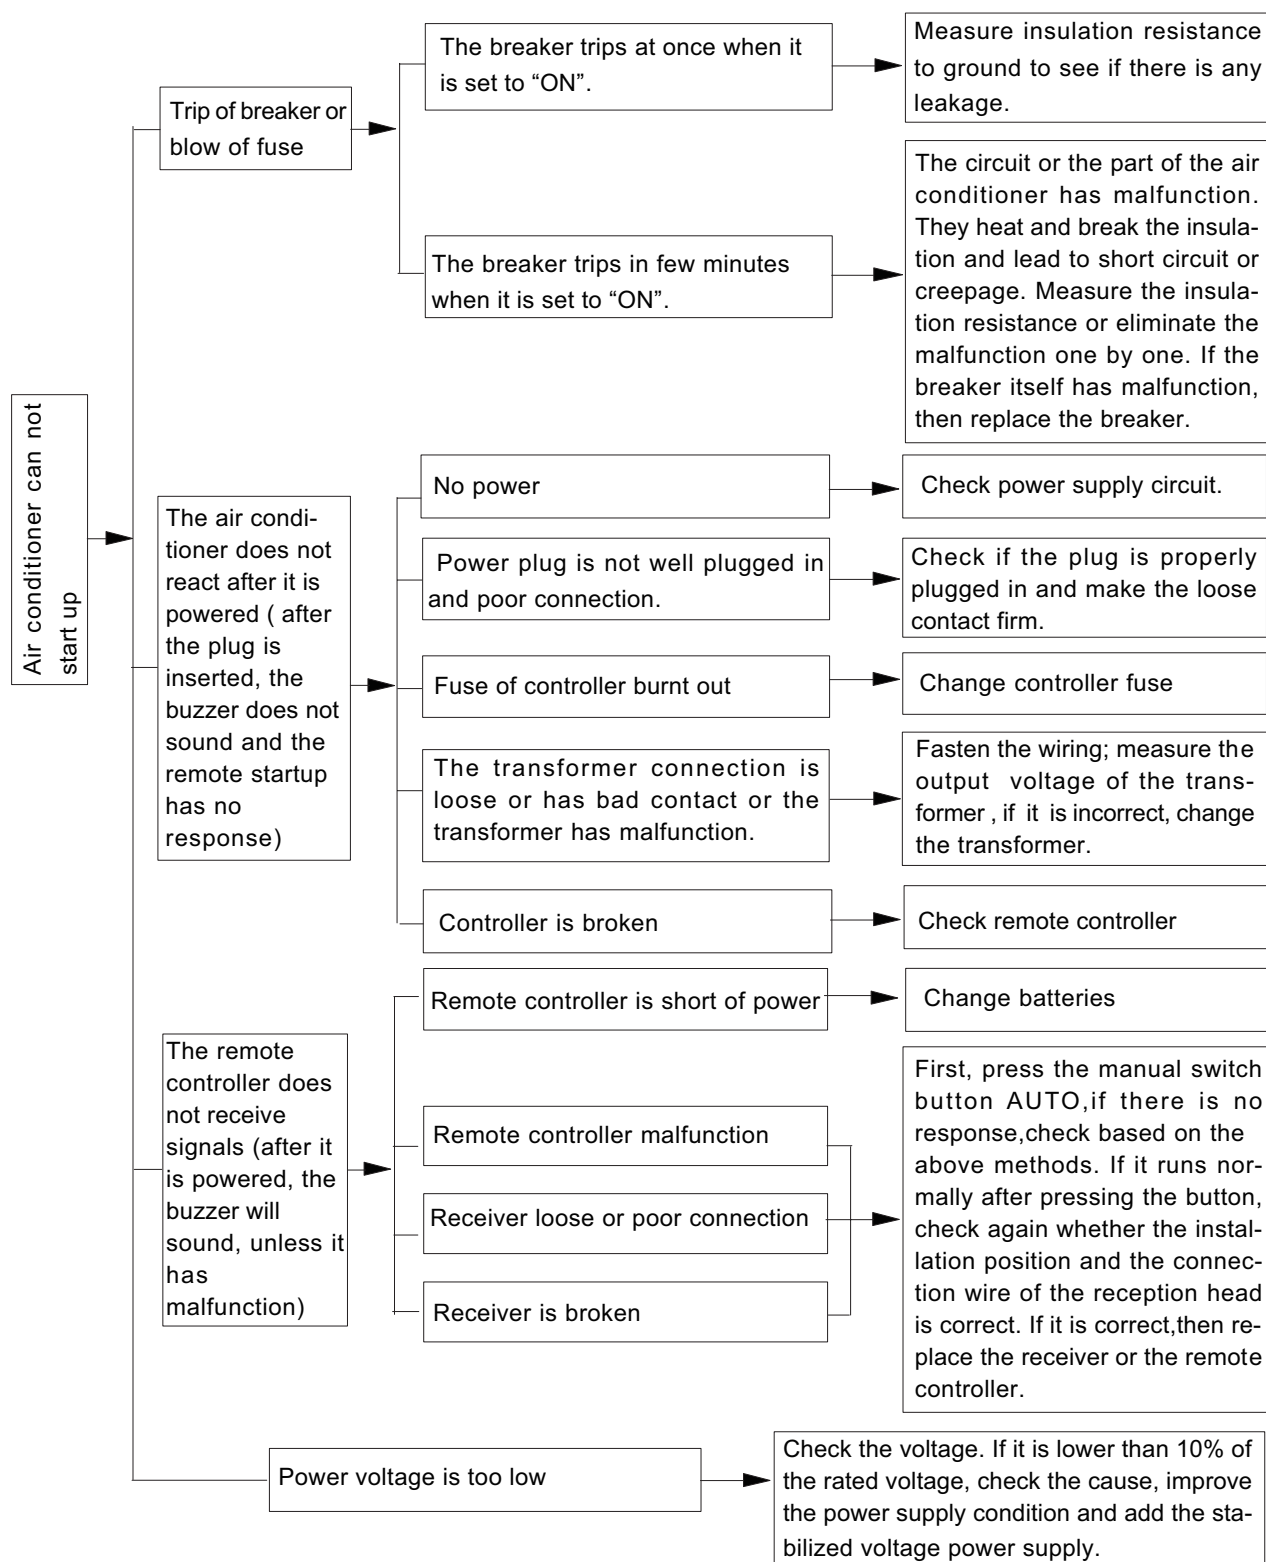 Air conditioner can not
start up
Trip of breaker or
blow of fuse
The breaker trips at once when it
is set to “ON”.
Measure insulation resistance
to ground to see if there is any
leakage.
The breaker trips in few minutes
when it is set to “ON”.
The circuit or the part of the air
conditioner has malfunction.
They heat and break the insula-
tion and lead to short circuit or
creepage. Measure the insula-
tion resistance or eliminate the
malfunction one by one. If the
breaker itself has malfunction,
then replace the breaker.
The air condi-
tioner does not
react after it is
powered ( after
the plug is
inserted, the
buzzer does not
sound and the
remote startup
has no
response)
No power
Check power supply circuit.
Power plug is not well plugged in
and poor connection.
Check if the plug is properly
plugged in and make the loose
contact firm.
Fuse of controller burnt out
Change controller fuse
The transformer connection is
loose or has bad contact or the
transformer has malfunction.
Fasten the wiring; measure the
output voltage of the trans-
former , if it is incorrect, change
the transformer.
Controller is broken
Check remote controller
The remote
controller does
not receive
signals (after it
is powered, the
buzzer will
sound, unless it
has
malfunction)
Remote controller is short of power
Change batteries
Remote controller malfunction
Receiver loose or poor connection
Receiver is broken
First, press the manual switch
button AUTO,if there is no
response,check based on the
above methods. If it runs nor-
mally after pressing the button,
check again whether the instal-
lation position and the connec-
tion wire of the reception head
is correct. If it is correct,then re-
place the receiver or the remote
controller.
Power voltage is too low
Check the voltage. If it is lower than 10% of
the rated voltage, check the cause, improve
the power supply condition and add the sta-
bilized voltage power supply.